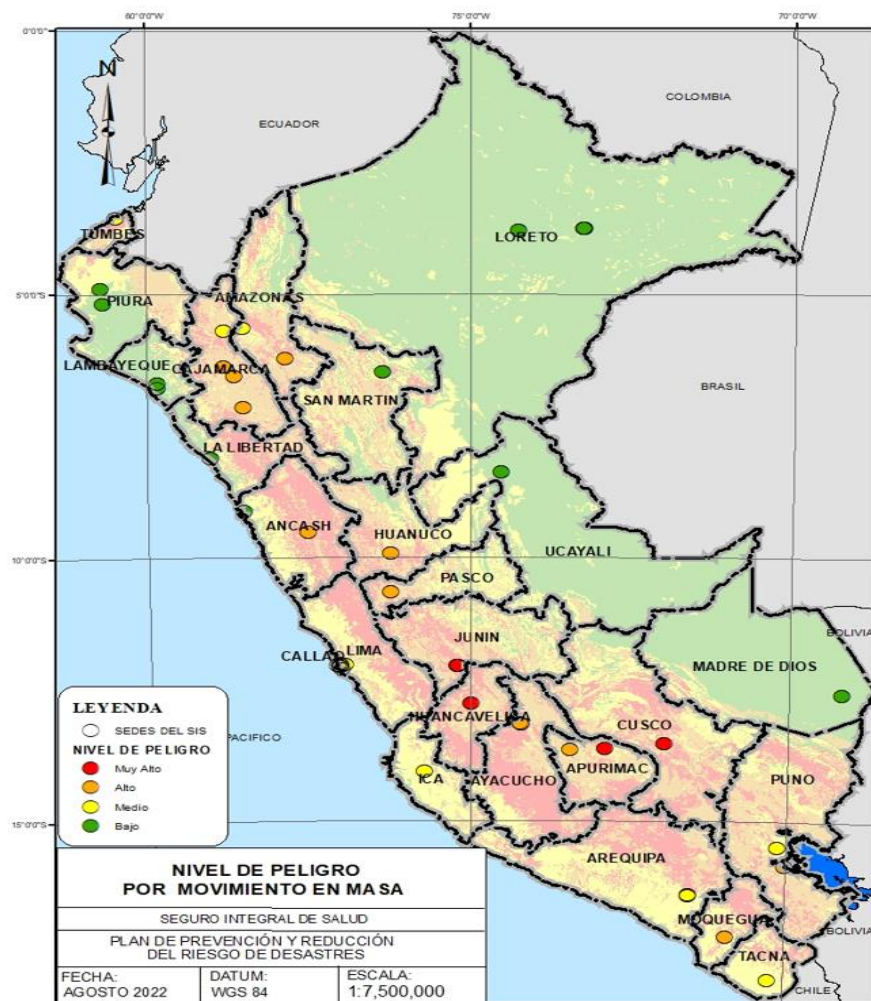 60°0'0"S
75°0'0"S
70°0'0"S
0°0'0"S
N
COLOMBIA
ECUADOR
TUMBES
LORETO
5°0'0"S
PIURA
AMAZONAS
LAMBAYEQUE
CAJAMARCA
BRASIL
SAN MARTIN
LA LIBERTAD
ANCASH
HUANUCO
10°0'0"S
UCAYALI
PASCO
JUNIN
BOLIVIA
CALLAO
LIMA
MADRE DE DIOS
LEYENDA
SEDES DEL SIS
NIVEL DE PELIGRO
Muy Alto
Alto
Medio
Bajo
PACIFICO
HUANCAVELICA
CUSCO
ICA
AYACUCHO
APURIMAC
PUNO
15°0'0"S
AREQUIPA
MOQUEGUA
BOLIVIA
TACNA
CHILE
NIVEL DE PELIGRO
POR MOVIMIENTO EN MASA
SEGURO INTEGRAL DE SALUD
PLAN DE PREVENCIÓN Y REDUCCIÓN
DEL RIESGO DE DESASTRES
FECHA:
AGOSTO 2022
DATUM:
WGS 84
ESCALA:
1:7,500,000